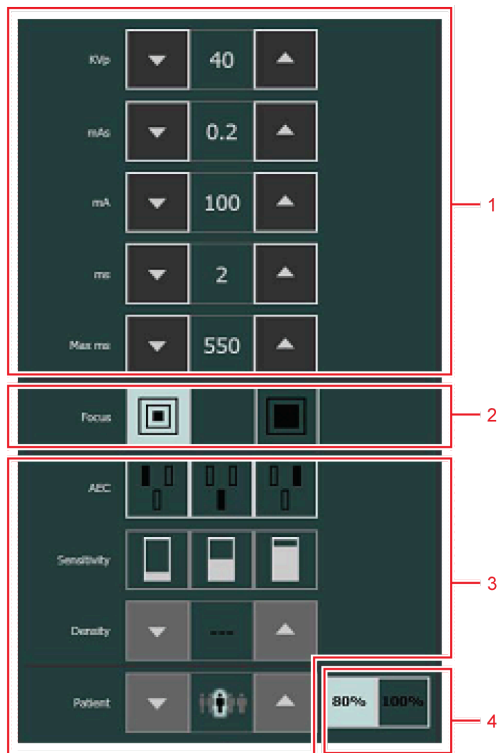 KVp 40
mAs 0.2
mA 100
1
ms 2
Max ms 550
Focus
2
AEC
Sensitivity
3
Density ---
Patient 80% 100%
4